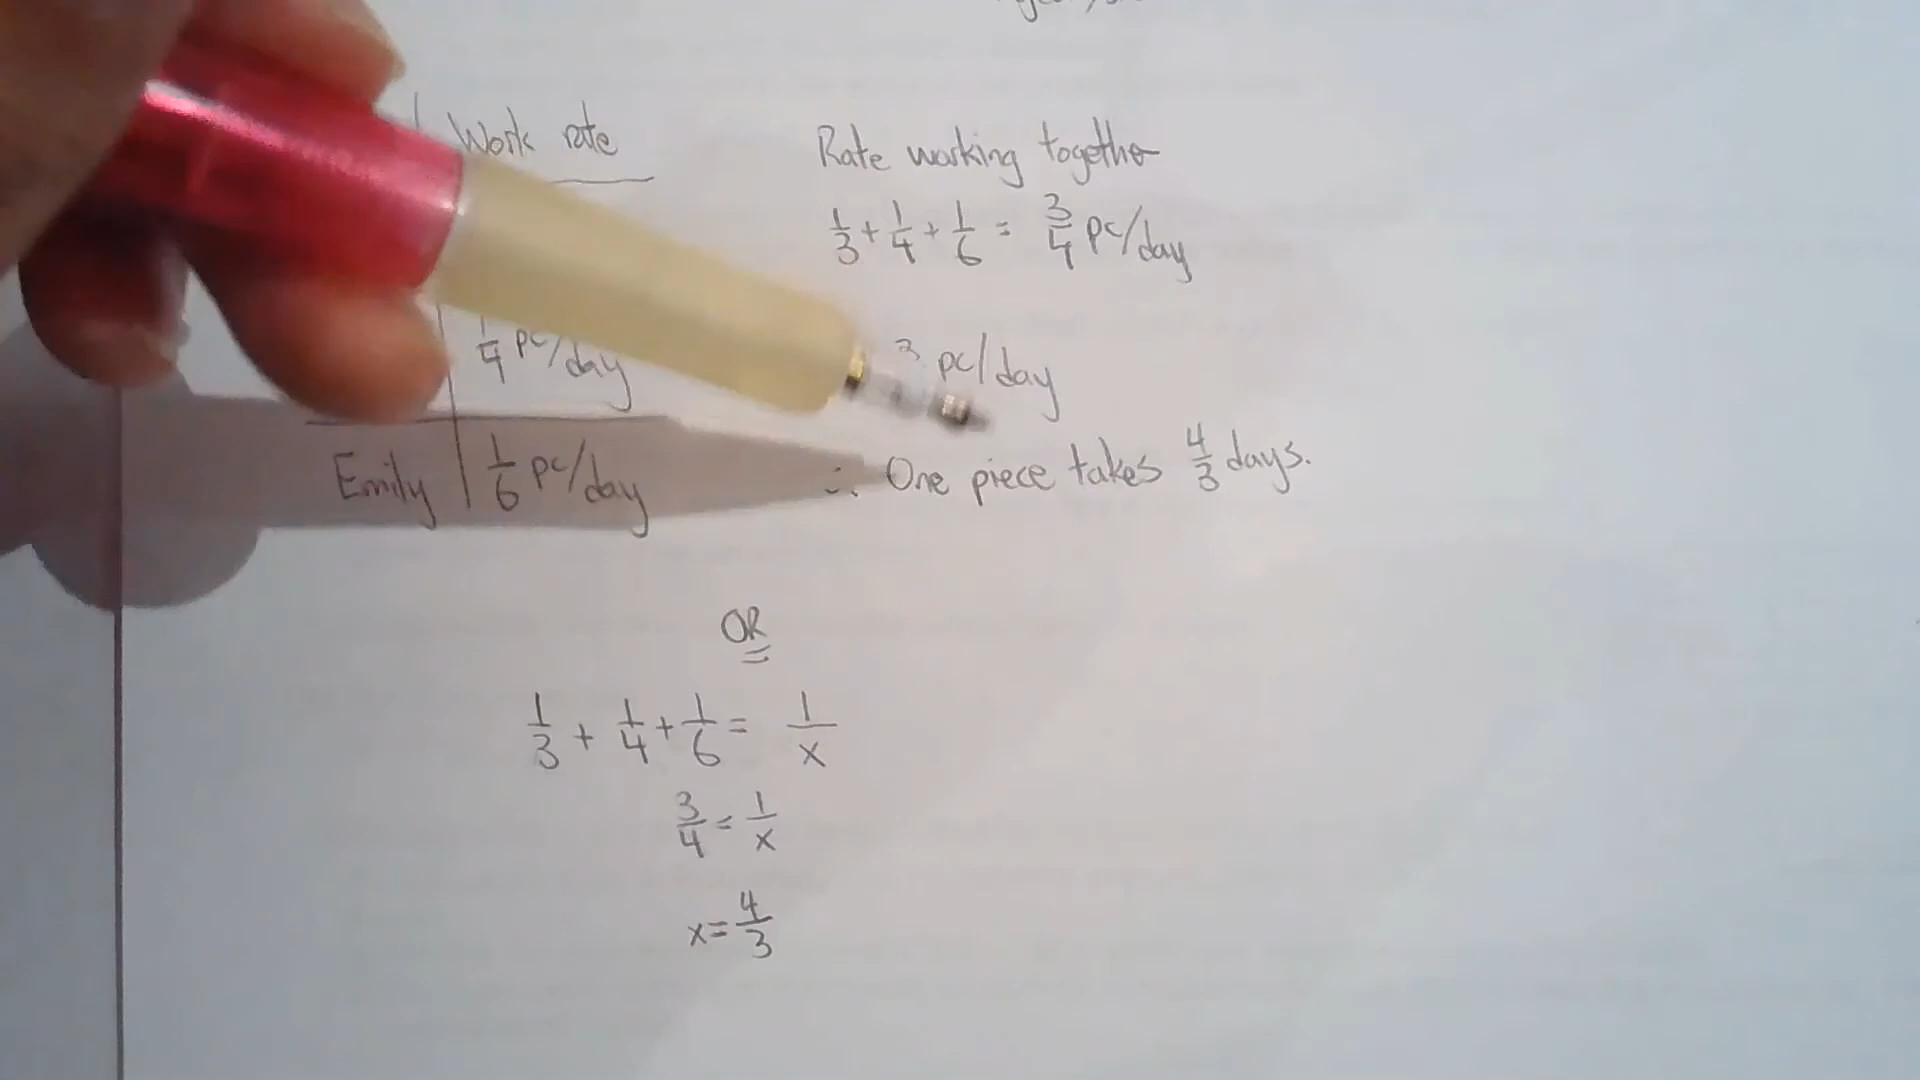 Work rate
1/4 pc/day
Emily 1/6 pc/day
Rate working together
1/3 + 1/4 + 1/6 = 3/4 pc/day
3 pc/day
∴ One piece takes 4/3 days.
OR
1/3 + 1/4 + 1/6 = 1/x
3/4 = 1/x
x = 4/3